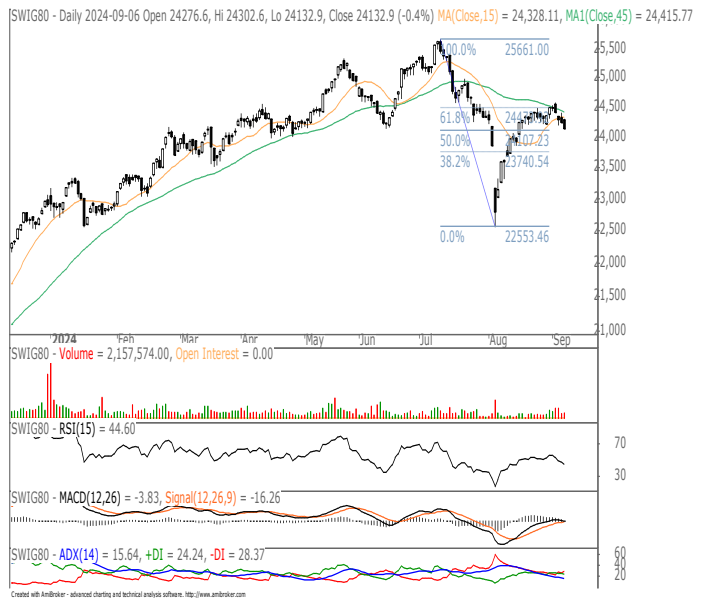 SWIG80 - Daily 2024-09-06 Open 24276.6, Hi 24302.6, Lo 24132.9, Close 24132.9 (-0.4%) MA(Close,15) = 24,328.11, MA1(Close,45) = 24,415.77
25,500
100.0% 25661.00
25,000
24,500
61.8%
24,000
50.0%
23,500
38.2% 23740.54
23,000
22,500
0.0% 22553.46
22,000
21,500
21,000
2024 Feb Mar Apr May Jun Jul Aug Sep
SWIG80 - Volume = 2,157,574.00, Open Interest = 0.00
SWIG80 - RSI(15) = 44.60
70
30
SWIG80 - MACD(12,26) = -3.83, Signal(12,26,9) = -16.26
SWIG80 - ADX(14) = 15.64, +DI = 24.24, -DI = 28.37
60
40
20
Created with AmiBroker - advanced charting and technical analysis software. http://www.amibroker.com